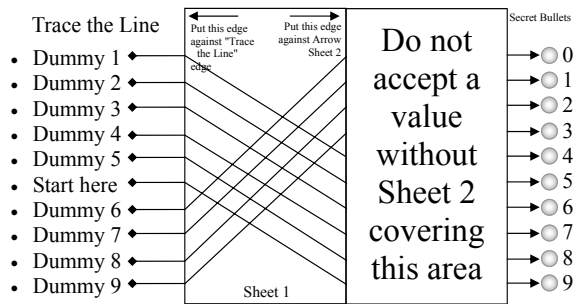 Trace the Line
• Dummy 1
• Dummy 2
• Dummy 3
• Dummy 4
• Dummy 5
• Start here
• Dummy 6
• Dummy 7
• Dummy 8
• Dummy 9
Put this edge
against "Trace
the Line"
edge
Put this edge
against Arrow
Sheet 2
Sheet 1
Do not
accept a
value
without
Sheet 2
covering
this area
Secret Bullets
0
1
2
3
4
5
6
7
8
9